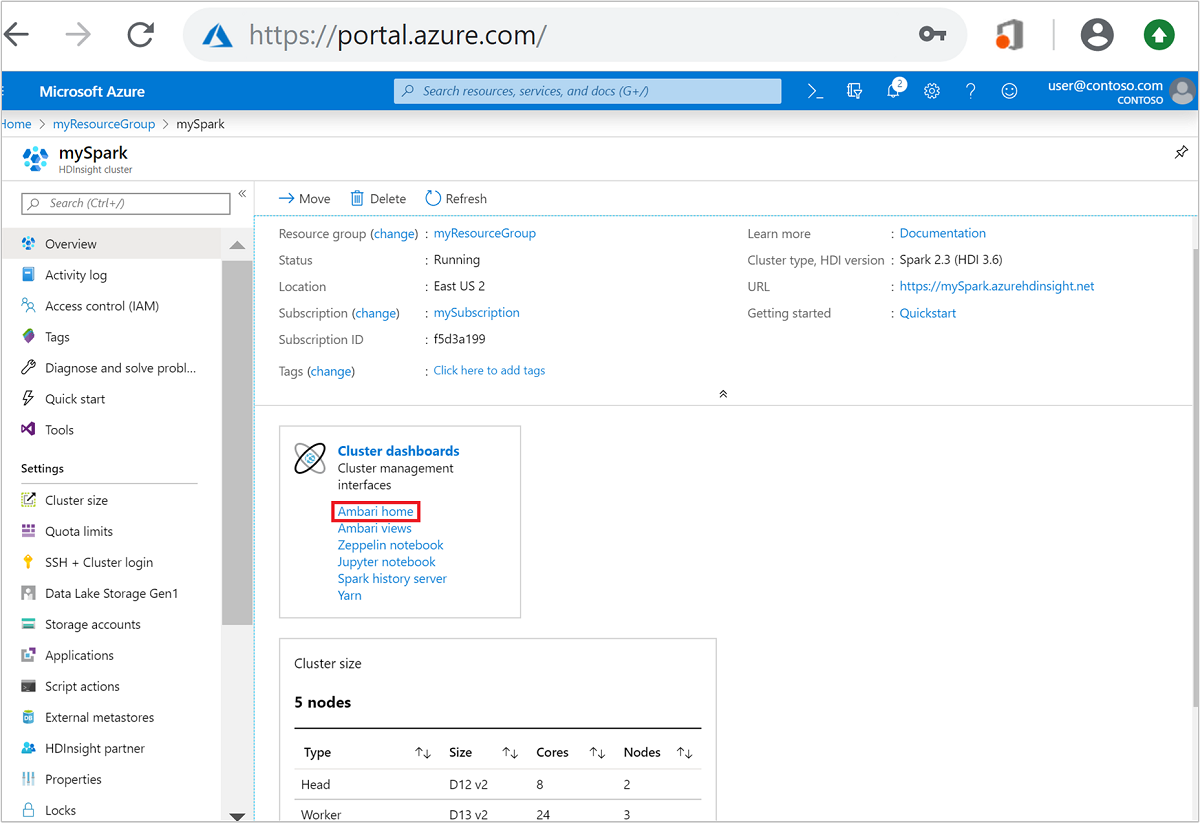 https://portal.azure.com/
Microsoft Azure
Search resources, services, and docs (G+/)
2
user@contoso.com
CONTOSO
Home > myResourceGroup > mySpark
mySpark
HDInsight cluster
Search (Ctrl+/)
«
Overview
Activity log
Access control (IAM)
Tags
Diagnose and solve probl...
Quick start
Tools
Settings
Cluster size
Quota limits
SSH + Cluster login
Data Lake Storage Gen1
Storage accounts
Applications
Script actions
External metastores
HDInsight partner
Properties
Locks
Move Delete Refresh
Resource group (change) : myResourceGroup
Status : Running
Location : East US 2
Subscription (change) : mySubscription
Subscription ID : f5d3a199
Tags (change) : Click here to add tags
Learn more : Documentation
Cluster type, HDI version : Spark 2.3 (HDI 3.6)
URL : https://mySpark.azurehdinsight.net
Getting started : Quickstart
Cluster dashboards
Cluster management
interfaces
Ambari home
Ambari views
Zeppelin notebook
Jupyter notebook
Spark history server
Yarn
Cluster size
5 nodes
Type Size Cores Nodes
Head D12 v2 8 2
Worker D13 v2 24 3